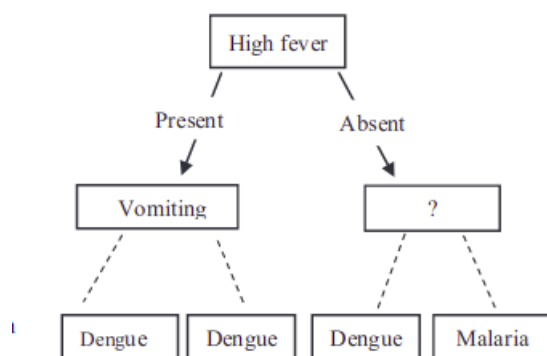 High fever
Present Absent
Vomiting ?
Dengue Dengue Dengue Malaria